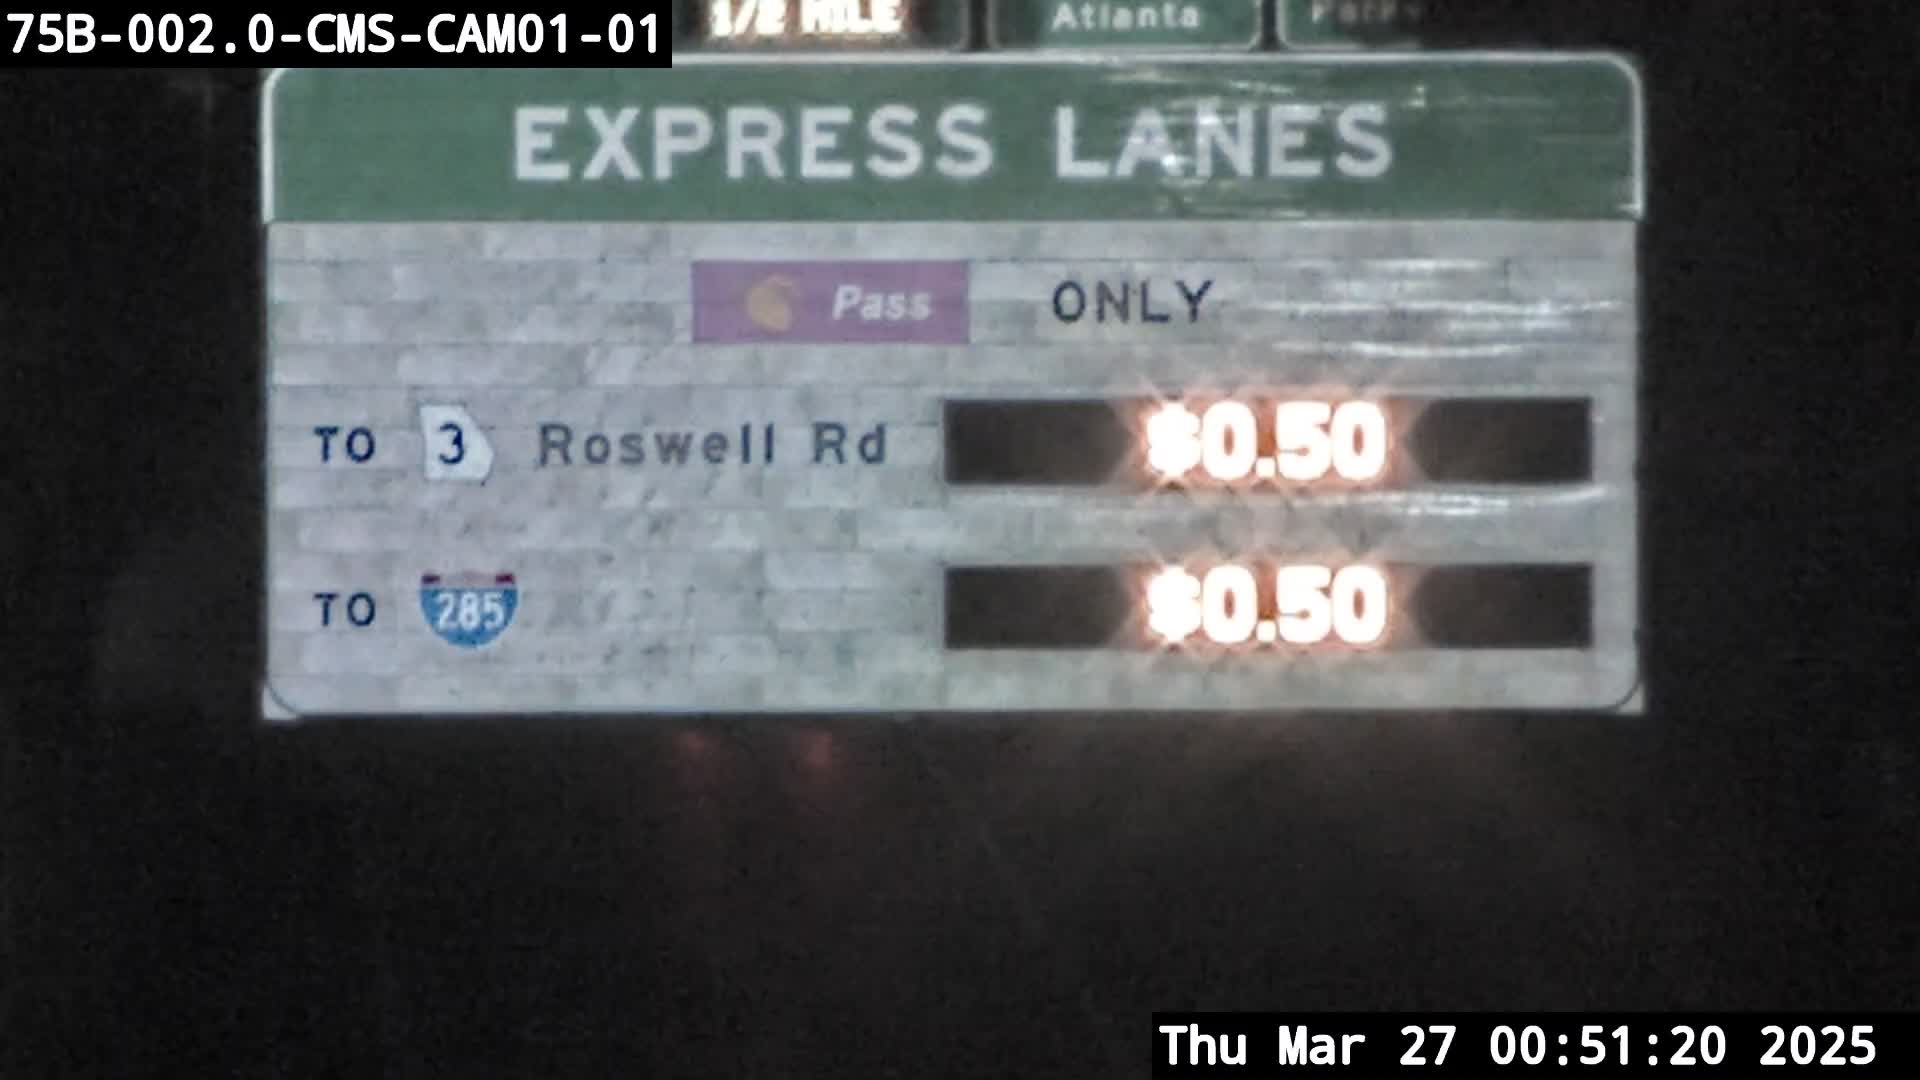 75B-002.0-CMS-CAM01-01
1/2 MILE
Atlanta
EXPRESS LANES
Pass ONLY
TO 3 Roswell Rd $0.50
TO 285 $0.50
Thu Mar 27 00:51:20 2025